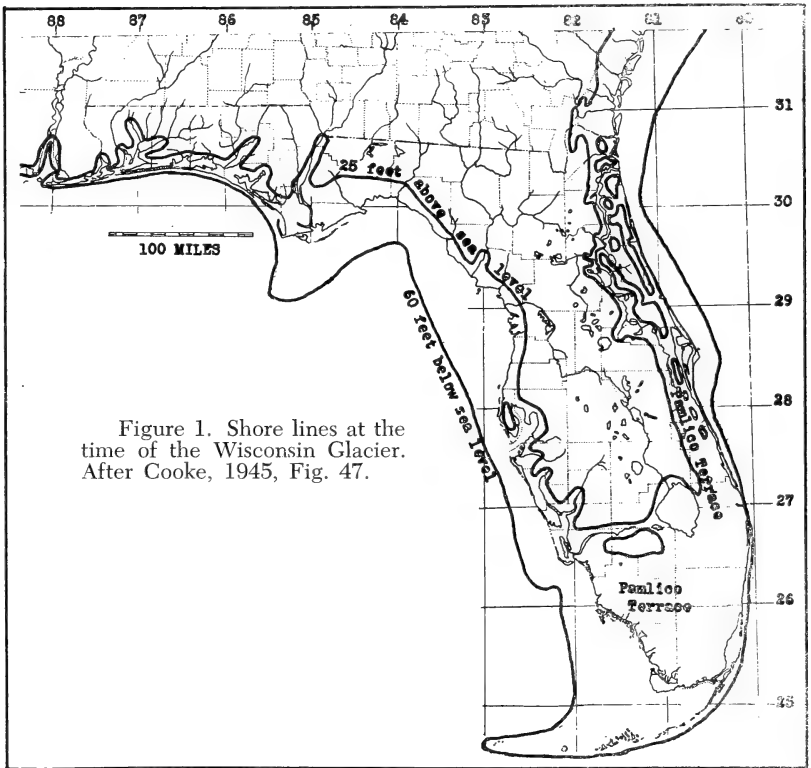 88 87 86 85 84 83 82 81 80
31
25 feet above sea level
30
100 MILES
29
60 feet below sea level
28
Figure 1. Shore lines at the
time of the Wisconsin Glacier.
After Cooke, 1945, Fig. 47.
Pamlico Terrace
27
Pamlico
Terrace
26
25